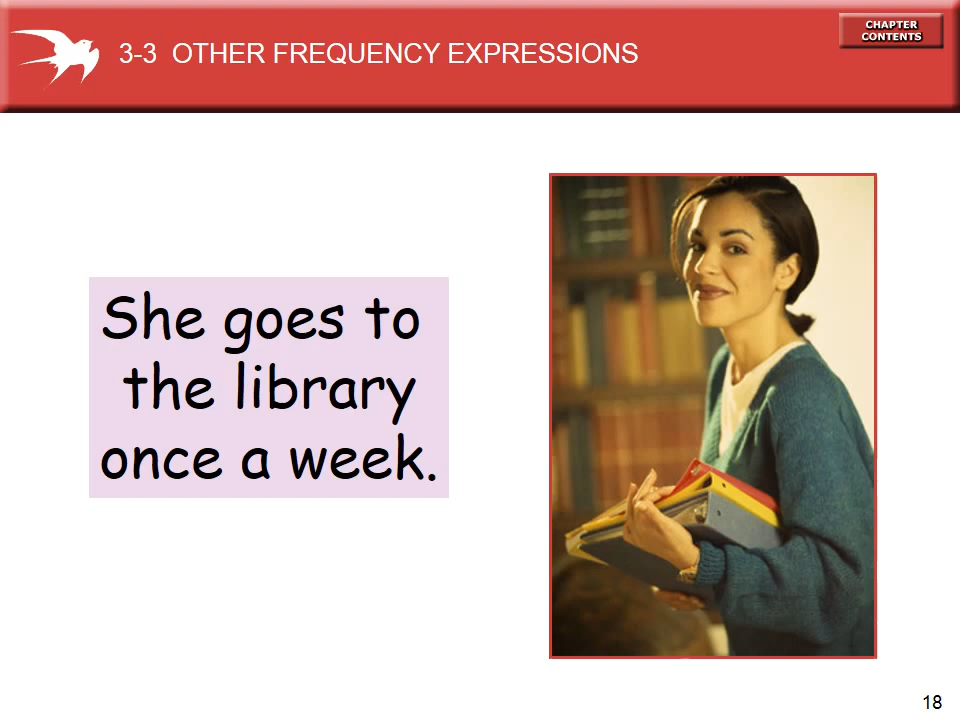 CHAPTER
CONTENTS
3-3 OTHER FREQUENCY EXPRESSIONS
She goes to
the library
once a week.
18